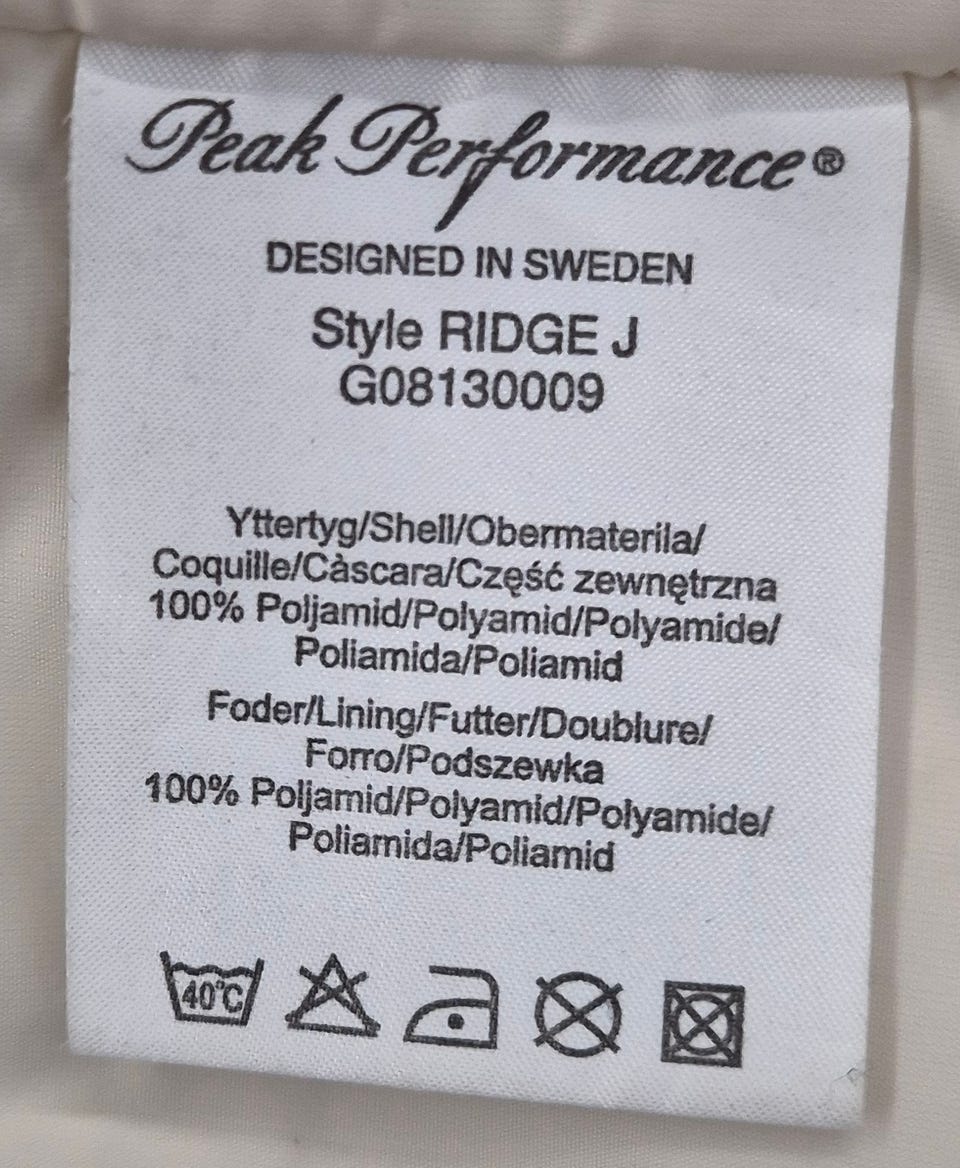 Peak Performance®
DESIGNED IN SWEDEN
Style RIDGE J
G08130009
Yttertyg/Shell/Obermaterila/
Coquille/Càscara/Część zewnętrzna
100% Poljamid/Polyamid/Polyamide/
Poliamida/Poliamid
Foder/Lining/Futter/Doublure/
Forro/Podszewka
100% Poljamid/Polyamid/Polyamide/
Poliamida/Poliamid
40°C